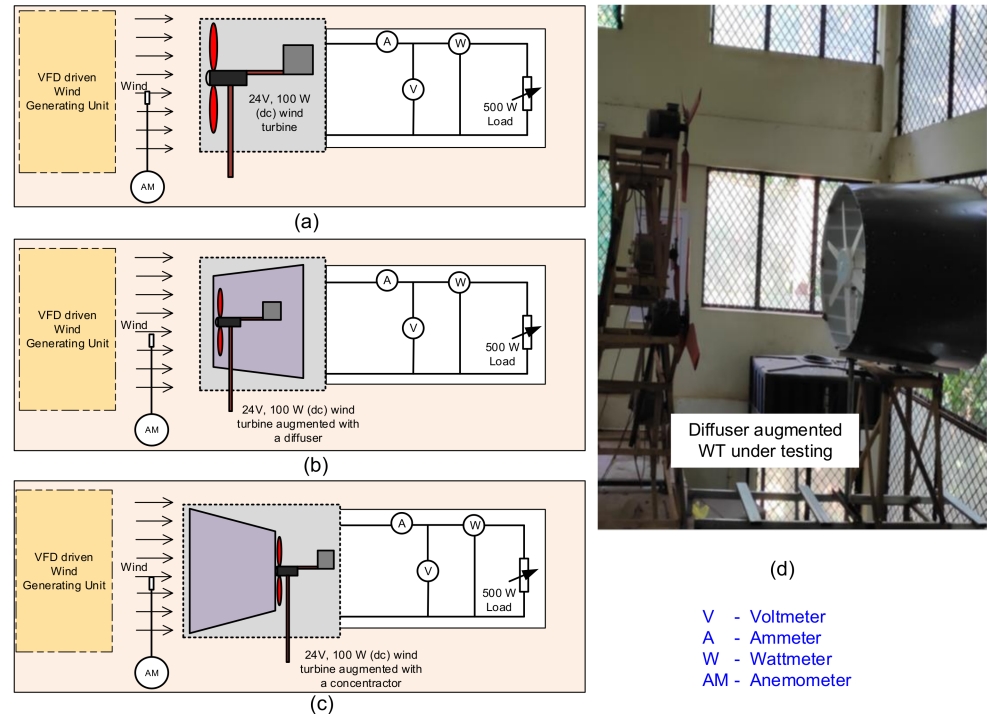 VFD driven
Wind
Generating Unit
Wind
AM
24V, 100 W
(dc) wind
turbine
A
W
V
500 W
Load
(a)
VFD driven
Wind
Generating Unit
Wind
AM
A
W
V
500 W
Load
24V, 100 W (dc) wind
turbine augmented with
a diffuser
(b)
VFD driven
Wind
Generating Unit
Wind
AM
A
W
V
500 W
Load
24V, 100 W (dc) wind
turbine augmented with
a concentractor
(c)
Diffuser augmented
WT under testing
(d)
V - Voltmeter
A - Ammeter
W - Wattmeter
AM - Anemometer